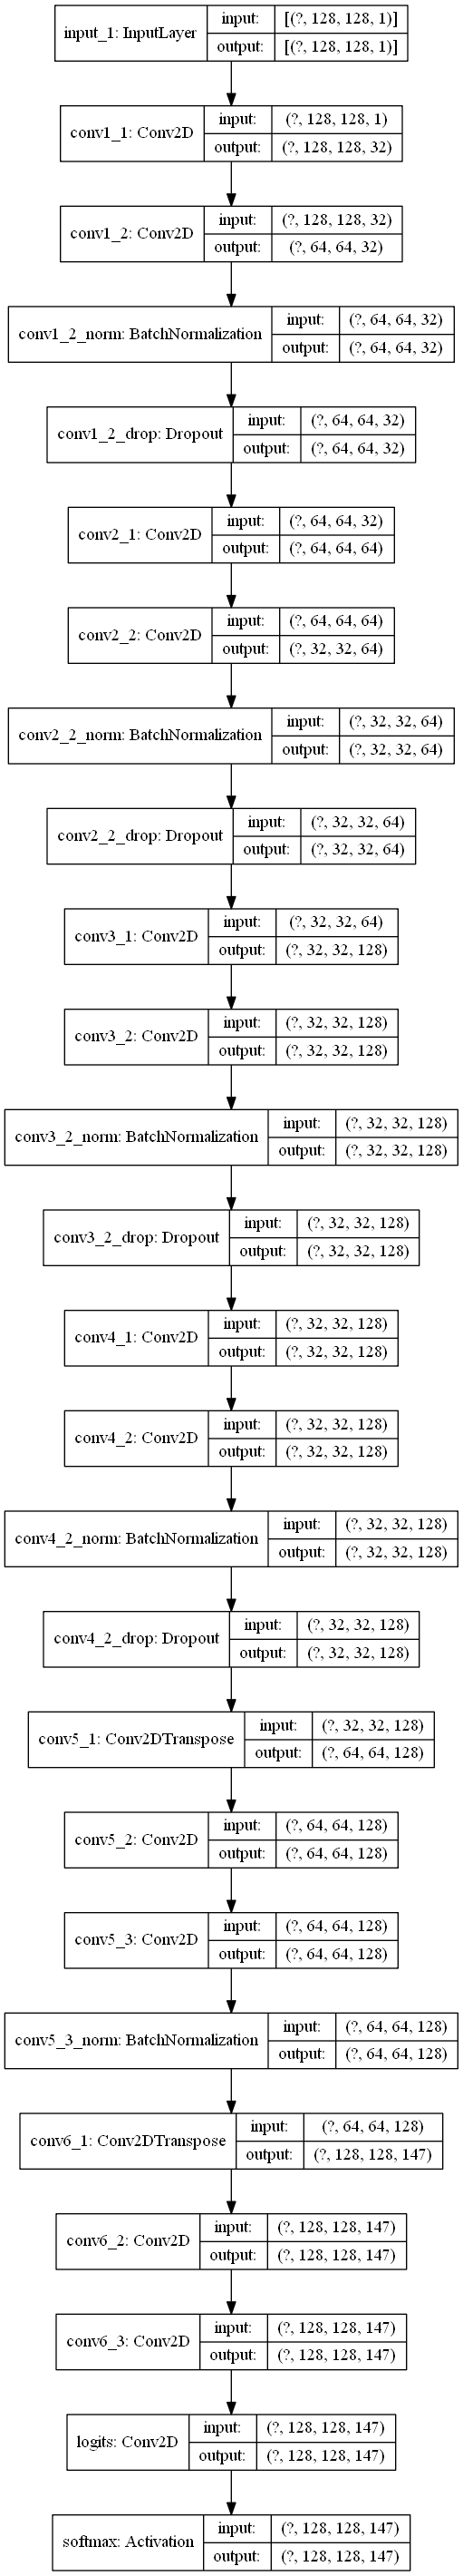 input_1: InputLayer
input: [(?, 128, 128, 1)]
output: [(?, 128, 128, 1)]
conv1_1: Conv2D
input: (?, 128, 128, 1)
output: (?, 128, 128, 32)
conv1_2: Conv2D
input: (?, 128, 128, 32)
output: (?, 64, 64, 32)
conv1_2_norm: BatchNormalization
input: (?, 64, 64, 32)
output: (?, 64, 64, 32)
conv1_2_drop: Dropout
input: (?, 64, 64, 32)
output: (?, 64, 64, 32)
conv2_1: Conv2D
input: (?, 64, 64, 32)
output: (?, 64, 64, 64)
conv2_2: Conv2D
input: (?, 64, 64, 64)
output: (?, 32, 32, 64)
conv2_2_norm: BatchNormalization
input: (?, 32, 32, 64)
output: (?, 32, 32, 64)
conv2_2_drop: Dropout
input: (?, 32, 32, 64)
output: (?, 32, 32, 64)
conv3_1: Conv2D
input: (?, 32, 32, 64)
output: (?, 32, 32, 128)
conv3_2: Conv2D
input: (?, 32, 32, 128)
output: (?, 32, 32, 128)
conv3_2_norm: BatchNormalization
input: (?, 32, 32, 128)
output: (?, 32, 32, 128)
conv3_2_drop: Dropout
input: (?, 32, 32, 128)
output: (?, 32, 32, 128)
conv4_1: Conv2D
input: (?, 32, 32, 128)
output: (?, 32, 32, 128)
conv4_2: Conv2D
input: (?, 32, 32, 128)
output: (?, 32, 32, 128)
conv4_2_norm: BatchNormalization
input: (?, 32, 32, 128)
output: (?, 32, 32, 128)
conv4_2_drop: Dropout
input: (?, 32, 32, 128)
output: (?, 32, 32, 128)
conv5_1: Conv2DTranspose
input: (?, 32, 32, 128)
output: (?, 64, 64, 128)
conv5_2: Conv2D
input: (?, 64, 64, 128)
output: (?, 64, 64, 128)
conv5_3: Conv2D
input: (?, 64, 64, 128)
output: (?, 64, 64, 128)
conv5_3_norm: BatchNormalization
input: (?, 64, 64, 128)
output: (?, 64, 64, 128)
conv6_1: Conv2DTranspose
input: (?, 64, 64, 128)
output: (?, 128, 128, 147)
conv6_2: Conv2D
input: (?, 128, 128, 147)
output: (?, 128, 128, 147)
conv6_3: Conv2D
input: (?, 128, 128, 147)
output: (?, 128, 128, 147)
logits: Conv2D
input: (?, 128, 128, 147)
output: (?, 128, 128, 147)
softmax: Activation
input: (?, 128, 128, 147)
output: (?, 128, 128, 147)